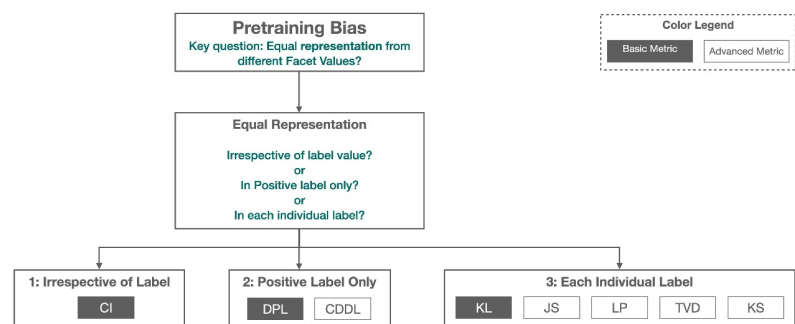 Pretraining Bias
Key question: Equal representation from
different Facet Values?
Color Legend
Basic Metric
Advanced Metric
Equal Representation
Irrespective of label value?
or
In Positive label only?
or
In each individual label?
1: Irrespective of Label
CI
2: Positive Label Only
DPL
CDDL
3: Each Individual Label
KL
JS
LP
TVD
KS